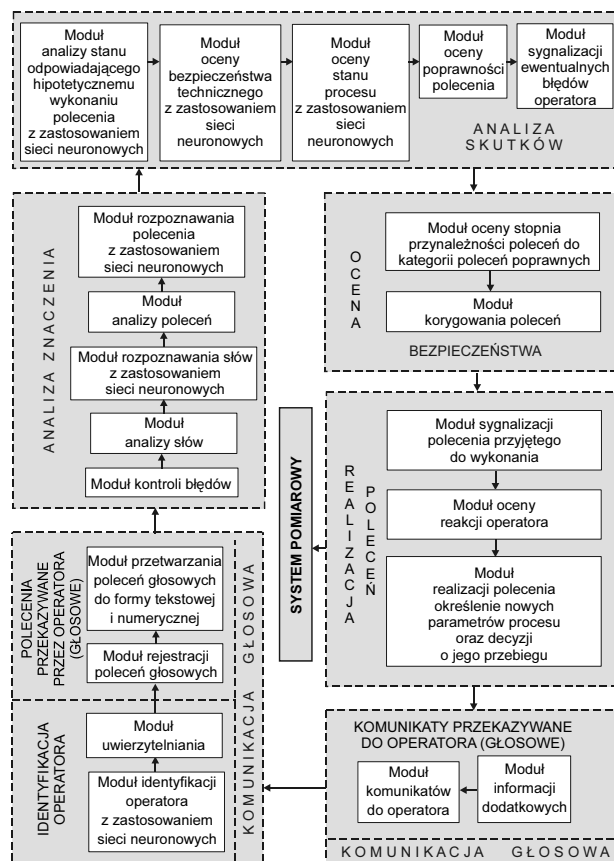 Moduł
analizy stanu
odpowiadającego
hipotetycznemu
wykonaniu
polecenia
z zastosowaniem
sieci neuronowych
Moduł
oceny
bezpieczeństwa
technicznego
z zastosowaniem
sieci
neuronowych
Moduł
oceny
stanu
procesu
z zastosowaniem
sieci
neuronowych
Moduł
oceny
poprawności
polecenia
Moduł
sygnalizacji
ewentualnych
błędów
operatora
ANALIZA
SKUTKÓW
ANALIZA ZNACZENIA
Moduł rozpoznawania
polecenia
z zastosowaniem
sieci neuronowych
Moduł
analizy poleceń
Moduł rozpoznawania słów
z zastosowaniem
sieci neuronowych
Moduł
analizy słów
Moduł kontroli błędów
OCENA
Moduł oceny stopnia
przynależności poleceń do
kategorii poleceń poprawnych
Moduł
korygowania poleceń
BEZPIECZEŃSTWA
SYSTEM POMIAROWY
REALIZACJA
POLECEŃ
Moduł sygnalizacji
polecenia przyjętego
do wykonania
Moduł oceny
reakcji operatora
Moduł
realizacji polecenia
określenie nowych
parametrów procesu
oraz decyzji
o jego przebiegu
POLECENIA
PRZEKAZYWANE
PRZEZ OPERATORA
(GŁOSOWE)
Moduł przetwarzania
poleceń głosowych
do formy tekstowej
i numerycznej
Moduł rejestracji
poleceń głosowych
KOMUNIKACJA GŁOSOWA
IDENTYFIKACJA
OPERATORA
Moduł
uwierzytelniania
Moduł identyfikacji
operatora
z zastosowaniem
sieci neuronowych
KOMUNIKATY PRZEKAZYWANE
DO OPERATORA (GŁOSOWE)
Moduł
komunikatów
do operatora
Moduł
informacji
dodatkowych
KOMUNIKACJA GŁOSOWA